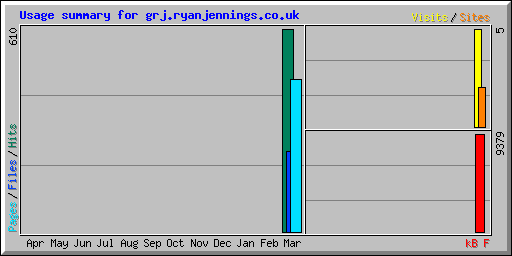 Usage summary for grj.ryanjennings.co.uk
Visits / Sites
610
5
Pages / Files / Hits
9379
Apr May Jun Jul Aug Sep Oct Nov Dec Jan Feb Mar
kB F